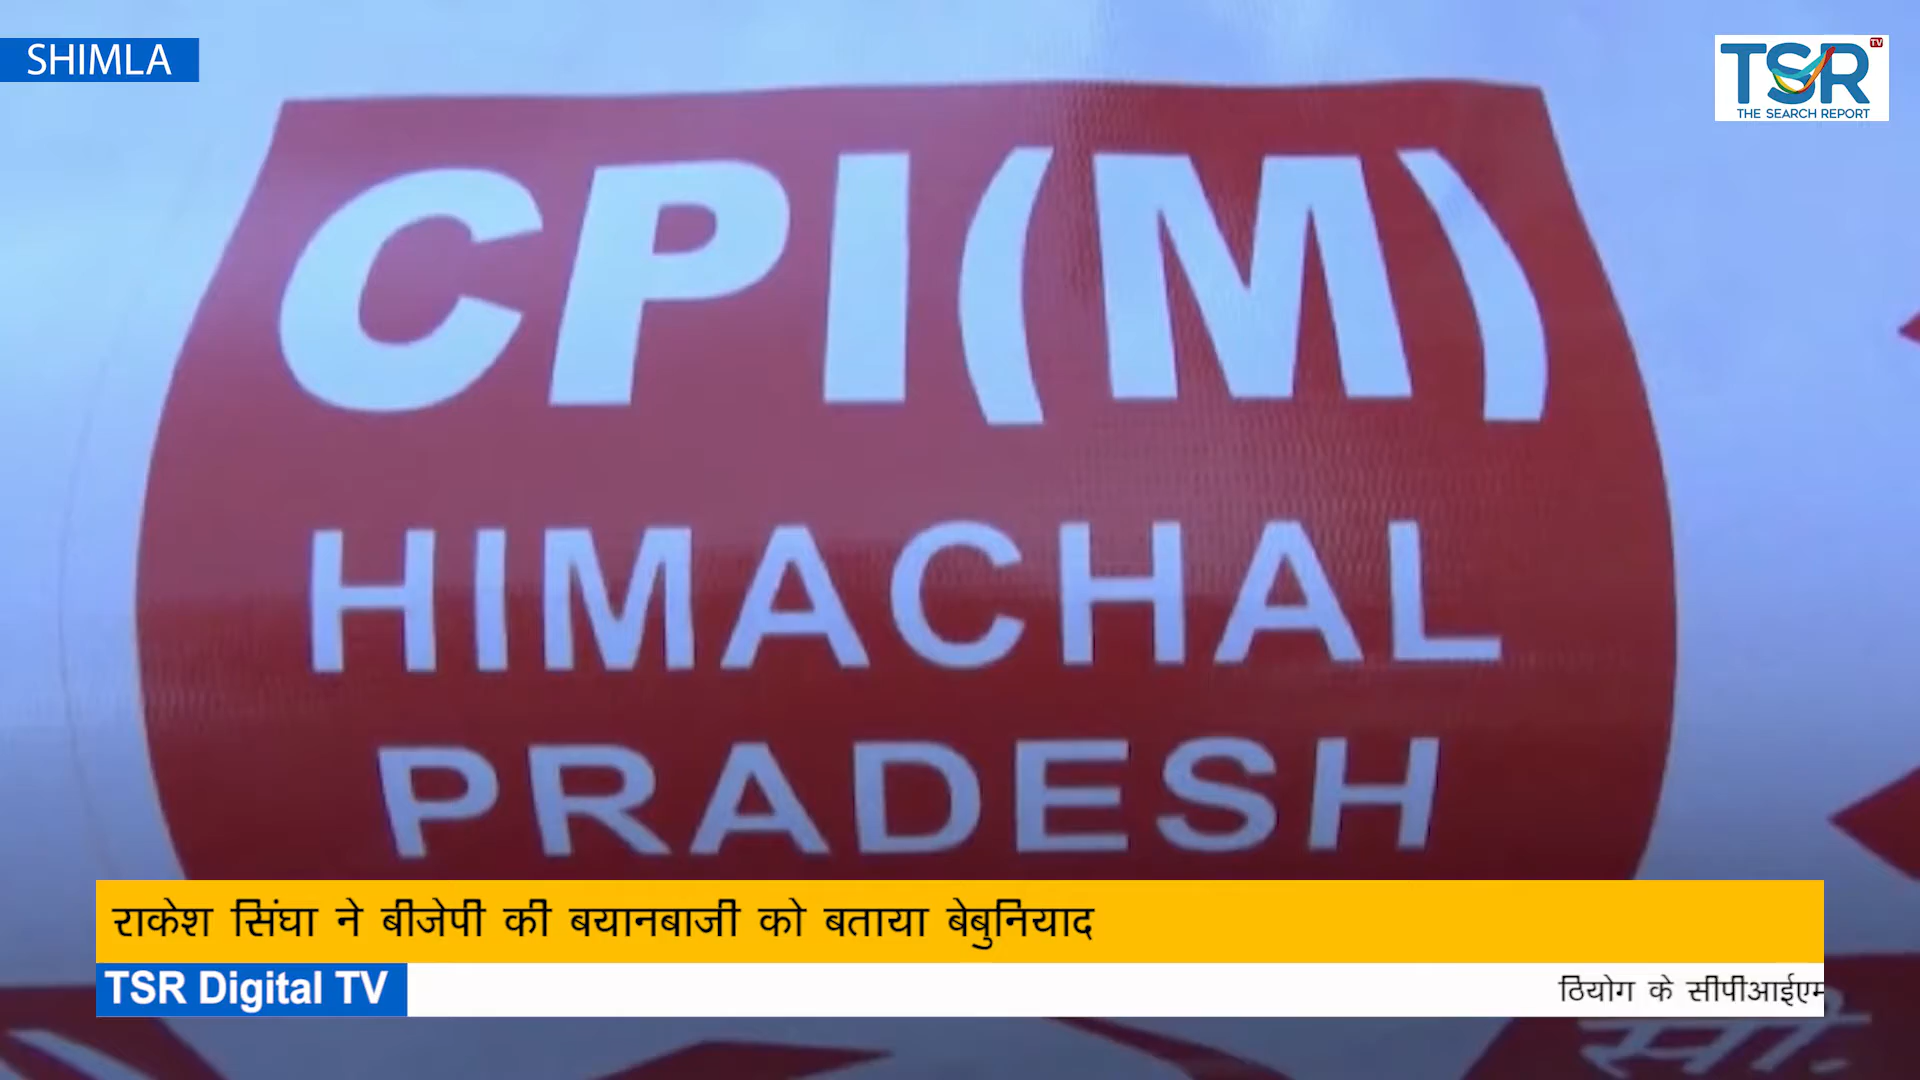 SHIMLA
TSR TV
THE SEARCH REPORT
CPI(M)
HIMACHAL
PRADESH
राकेश सिंघा ने बीजेपी की बयानबाजी को बताया बेबुनियाद
TSR Digital TV
ठियोग के सीपीआईएम
सी.